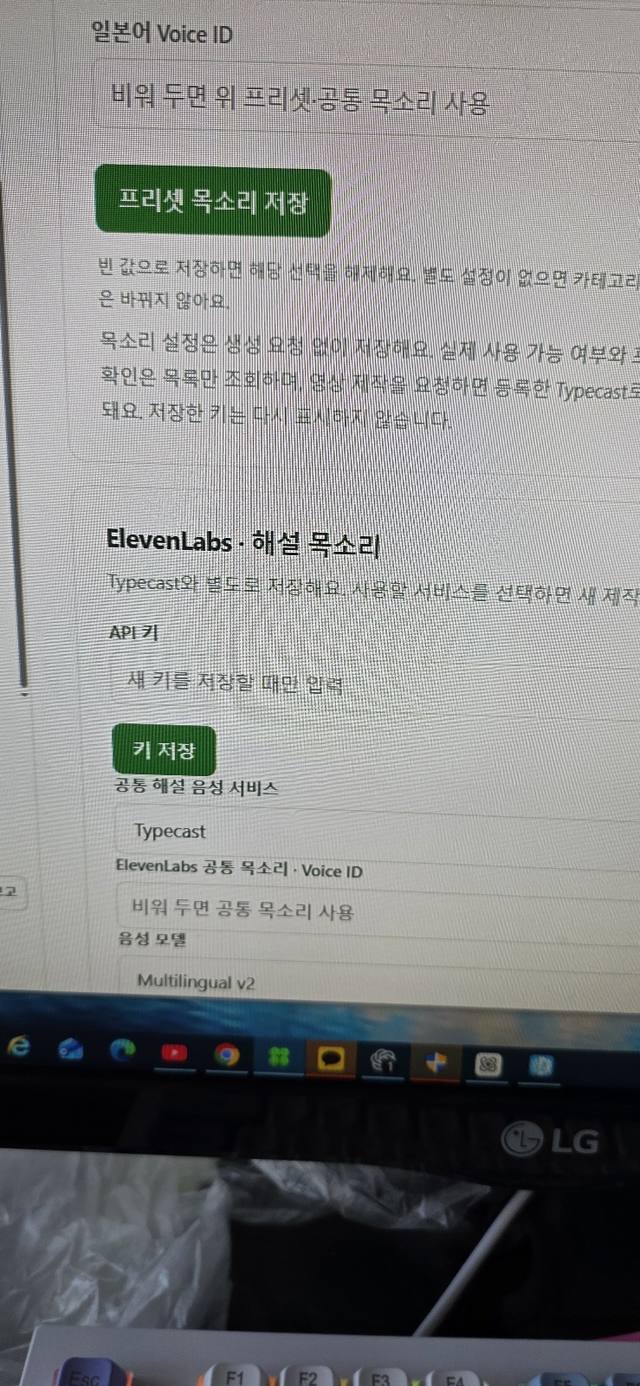 일본어 Voice ID
비워 두면 위 프리셋·공통 목소리 사용
프리셋 목소리 저장
빈 값으로 저장하면 해당 선택을 해제해요. 별도 설정이 없으면 카테고리
은 바뀌지 않아요.
목소리 설정은 생성 요청 없이 저장해요. 실제 사용 가능 여부와
확인은 목록만 조회하며, 영상 제작을 요청하면 등록한 Typecast로
돼요. 저장한 키는 다시 표시하지 않습니다.
ElevenLabs · 해설 목소리
Typecast와 별도로 저장해요. 사용할 서비스를 선택하면 새 제작
API 키
새 키를 저장할 때만 입력
키 저장
공통 해설 음성 서비스
Typecast
ElevenLabs 공통 목소리 · Voice ID
비워 두면 공통 목소리 사용
음성 모델
Multilingual v2
LG
Esc F1 F2 F3 F4